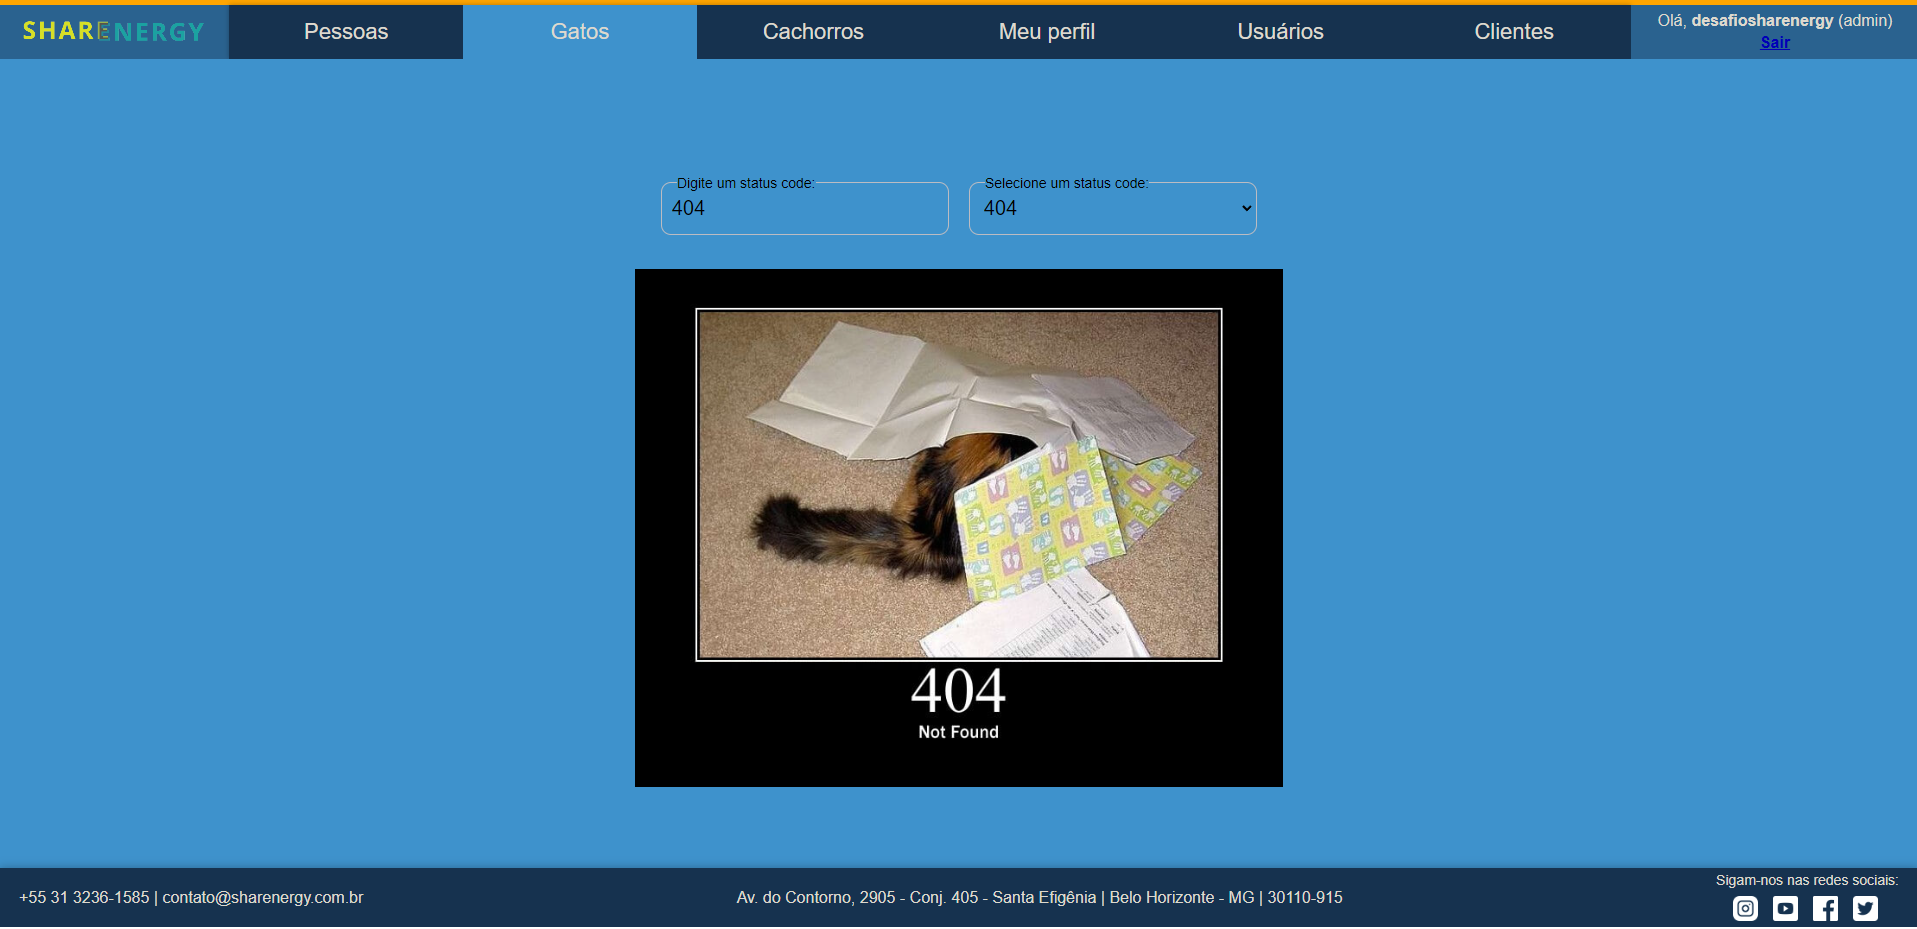 SHARENERGY
Pessoas
Gatos
Cachorros
Meu perfil
Usuários
Clientes
Olá, desafiosharenergy (admin)
Sair
Digite um status code:
404
Selecione um status code:
404
404
Not Found
+55 31 3236-1585 | contato@sharenergy.com.br
Av. do Contorno, 2905 - Conj. 405 - Santa Efigênia | Belo Horizonte - MG | 30110-915
Sigam-nos nas redes sociais: